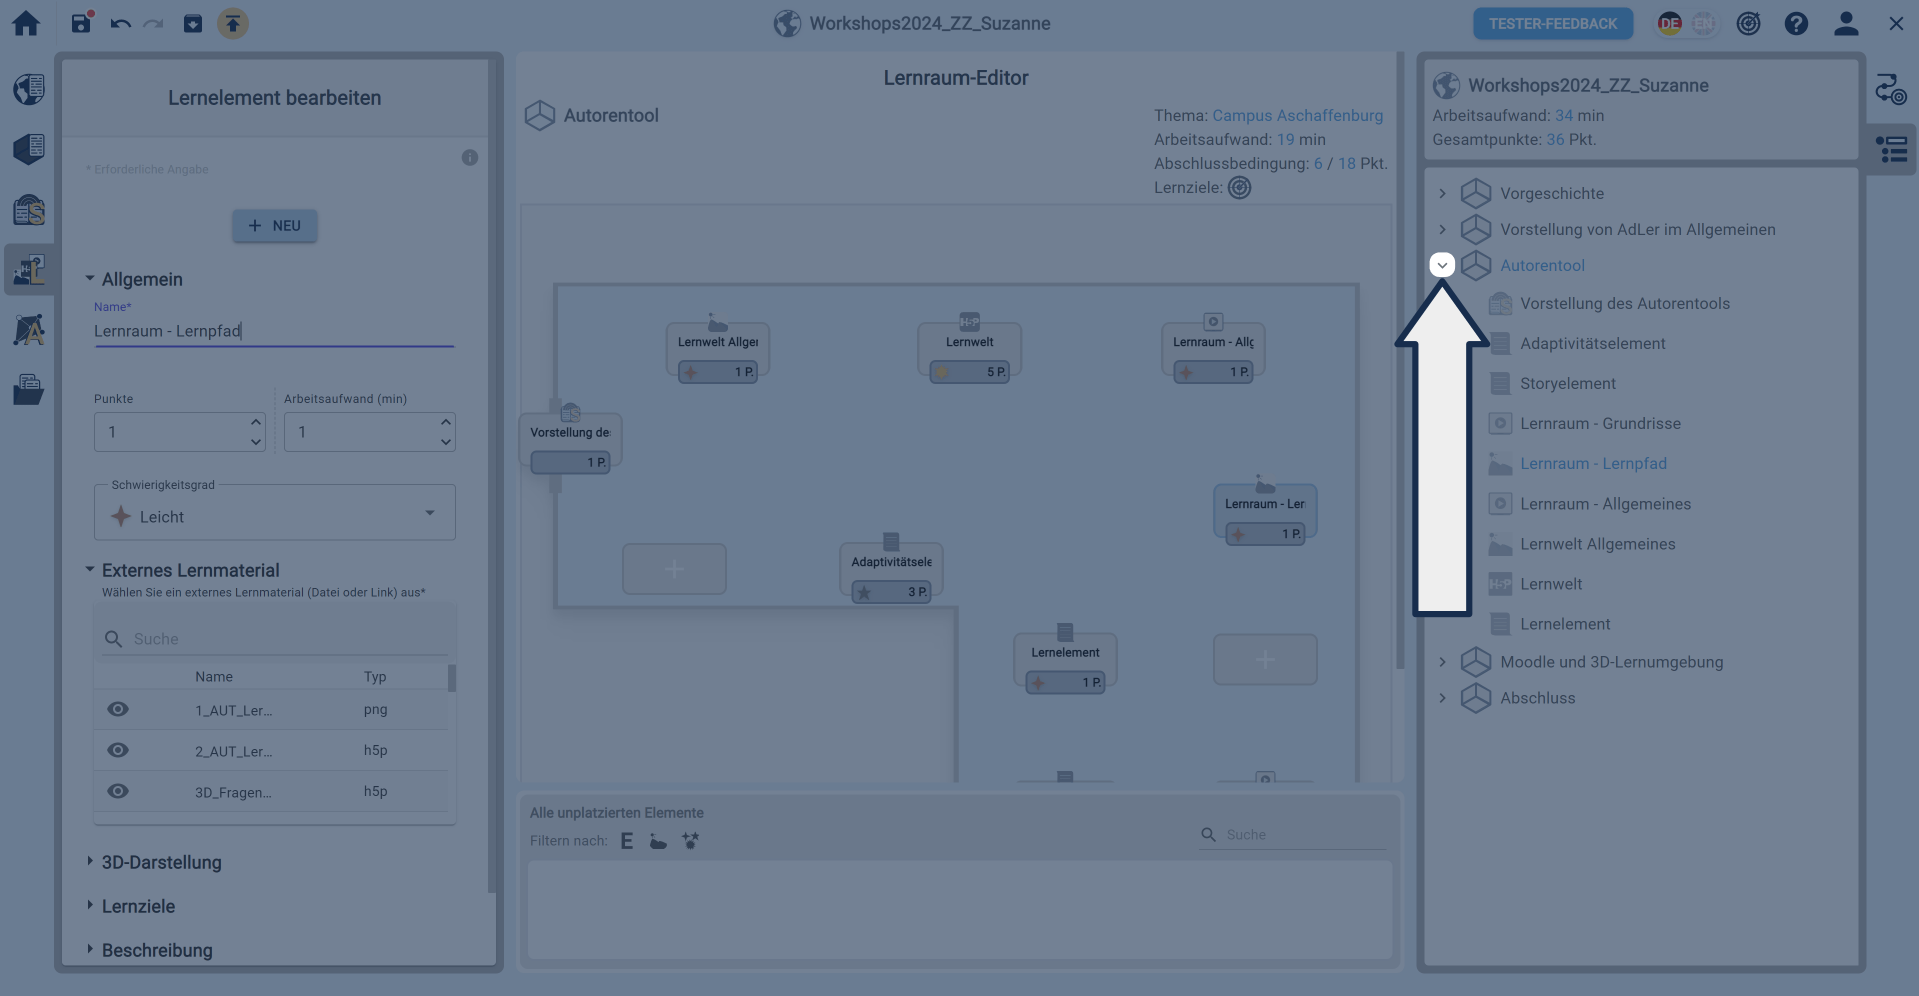 Workshops2024_ZZ_Suzanne
TESTER-FEEDBACK
DE EN
Lernelement bearbeiten
* Erforderliche Angabe
+ NEU
Allgemein
Name*
Lernraum - Lernpfad
Punkte
Arbeitsaufwand (min)
1
1
Schwierigkeitsgrad
Leicht
Externes Lernmaterial
Wählen Sie ein externes Lernmaterial (Datei oder Link) aus*
Suche
Name Typ
1_AUT_Ler... png
2_AUT_Ler... h5p
3D_Fragen... h5p
3D-Darstellung
Lernziele
Beschreibung
Lernraum-Editor
Autorentool
Thema: Campus Aschaffenburg
Arbeitsaufwand: 19 min
Abschlussbedingung: 6 / 18 Pkt.
Lernziele:
Lernwelt Allger
1 P.
H-P
Lernwelt
5 P.
Lernraum - Allg
1 P.
Vorstellung de
1 P.
Lernraum - Ler
1 P.
Adaptivitätsele
3 P.
Lernelement
1 P.
Alle unplatzierten Elemente
Filtern nach: E
Suche
Workshops2024_ZZ_Suzanne
Arbeitsaufwand: 34 min
Gesamtpunkte: 36 Pkt.
Vorgeschichte
Vorstellung von AdLer im Allgemeinen
Autorentool
Vorstellung des Autorentools
Adaptivitätselement
Storyelement
Lernraum - Grundrisse
Lernraum - Lernpfad
Lernraum - Allgemeines
Lernwelt Allgemeines
H-P Lernwelt
Lernelement
Moodle und 3D-Lernumgebung
Abschluss